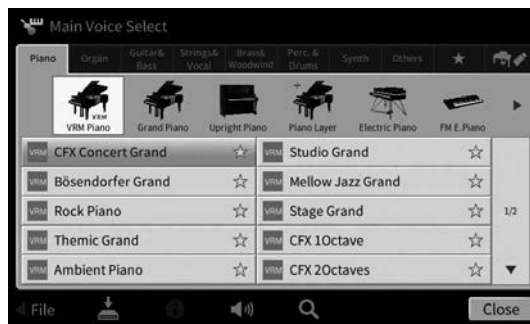 Main Voice Select
Piano Organ Guitar& Bass Strings& Vocal Brass& Woodwind Perc. & Drums Synth Others
VRM
VRM Piano Grand Piano Upright Piano Piano Layer Electric Piano FM E.Piano
VRM CFX Concert Grand VRM Studio Grand
VRM Bösendorfer Grand VRM Mellow Jazz Grand
VRM Rock Piano VRM Stage Grand 1/2
VRM Themic Grand VRM CFX 1Octave
VRM Ambient Piano VRM CFX 2Octaves
File Close